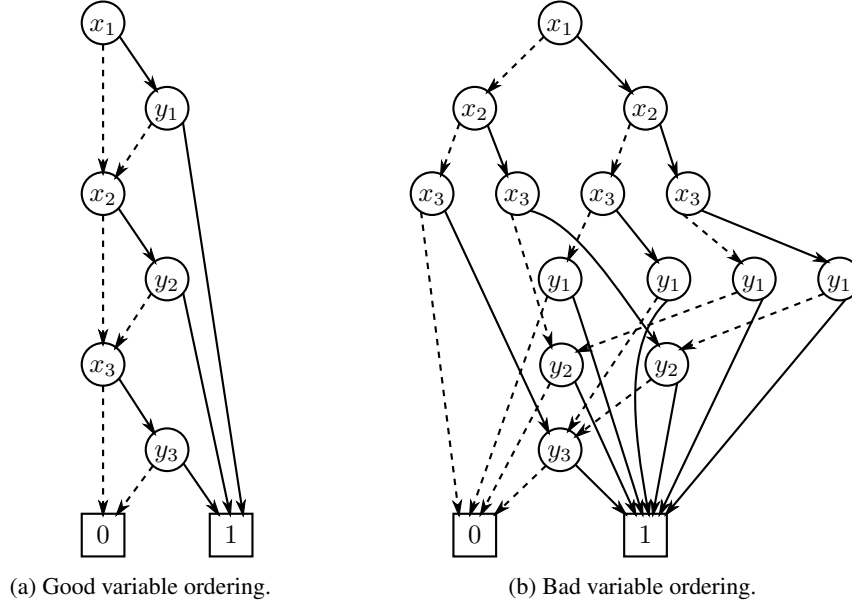 x₁ x₁
y₁ x₂ x₂
x₂ x₃ x₃ x₃ x₃
y₂ y₁ y₁ y₁ y₁
x₃ y₂ y₂
y₃ y₃
0 1 0 1
(a) Good variable ordering. (b) Bad variable ordering.